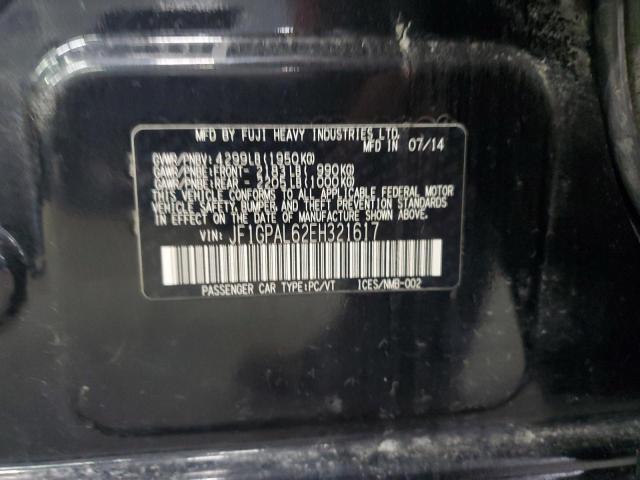 MFD BY FUJI HEAVY INDUSTRIES LTD.
MFD IN 07/14
GVWR/PNBV: 4299LB(1950KG)
GAWR/PNBE:FRONT: 2183LB( 990KG)
GAWR/PNBE:REAR : 2205LB(1000KG)
THIS VEHICLE CONFORMS TO ALL APPLICABLE FEDERAL MOTOR
VEHICLE SAFETY, BUMPER, AND THEFT PREVENTION STANDARDS
IN EFFECT ON THE DATE OF MANUFACTURE SHOWN ABOVE.
VIN: JF1GPAL62EH321617
PASSENGER CAR TYPE:PC/VT ICES/NMB-002